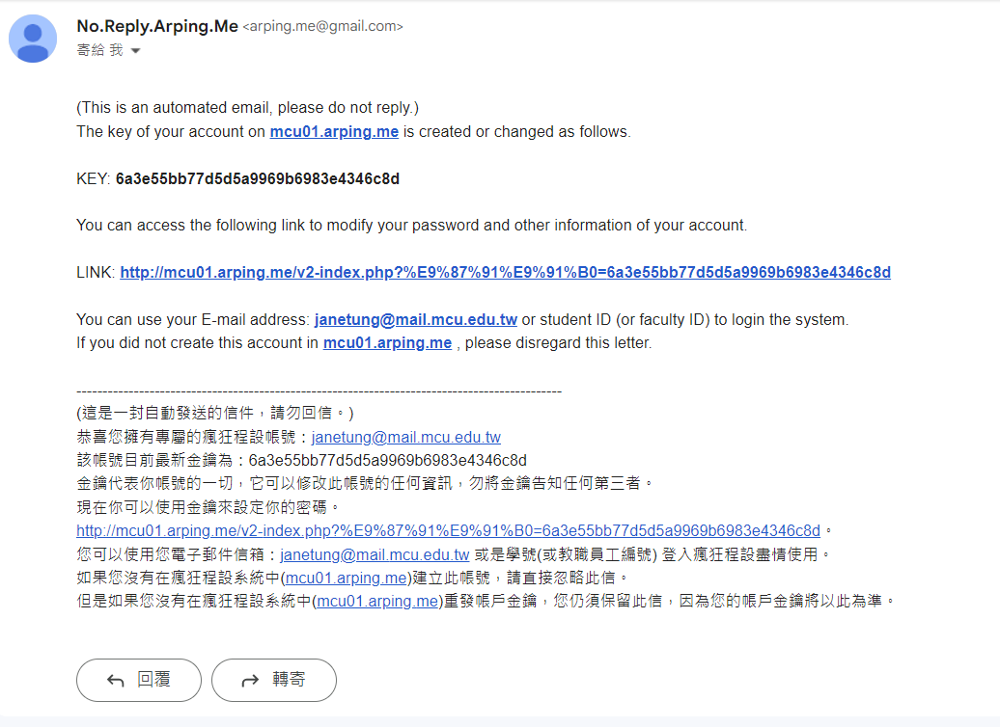 No.Reply.Arping.Me <arping.me@gmail.com>
寄給 我
(This is an automated email, please do not reply.)
The key of your account on mcu01.arping.me is created or changed as follows.
KEY: 6a3e55bb77d5d5a9969b6983e4346c8d
You can access the following link to modify your password and other information of your account.
LINK: http://mcu01.arping.me/v2-index.php?%E9%87%91%E9%91%B0=6a3e55bb77d5d5a9969b6983e4346c8d
You can use your E-mail address: janetung@mail.mcu.edu.tw or student ID (or faculty ID) to login the system.
If you did not create this account in mcu01.arping.me , please disregard this letter.
---------------------------------------------------------------------------------------------
(這是一封自動發送的信件，請勿回信。)
恭喜您擁有專屬的瘋狂程設帳號：janetung@mail.mcu.edu.tw
該帳號目前最新金鑰為：6a3e55bb77d5d5a9969b6983e4346c8d
金鑰代表你帳號的一切，它可以修改此帳號的任何資訊，勿將金鑰告知任何第三者。
現在你可以使用金鑰來設定你的密碼。
http://mcu01.arping.me/v2-index.php?%E9%87%91%E9%91%B0=6a3e55bb77d5d5a9969b6983e4346c8d。
您可以使用您電子郵件信箱：janetung@mail.mcu.edu.tw 或是學號(或教職員工編號) 登入瘋狂程設盡情使用。
如果您沒有在瘋狂程設系統中(mcu01.arping.me)建立此帳號，請直接忽略此信。
但是如果您沒有在瘋狂程設系統中(mcu01.arping.me)重發帳戶金鑰，您仍須保留此信，因為您的帳戶金鑰將以此為準。
回覆 轉寄